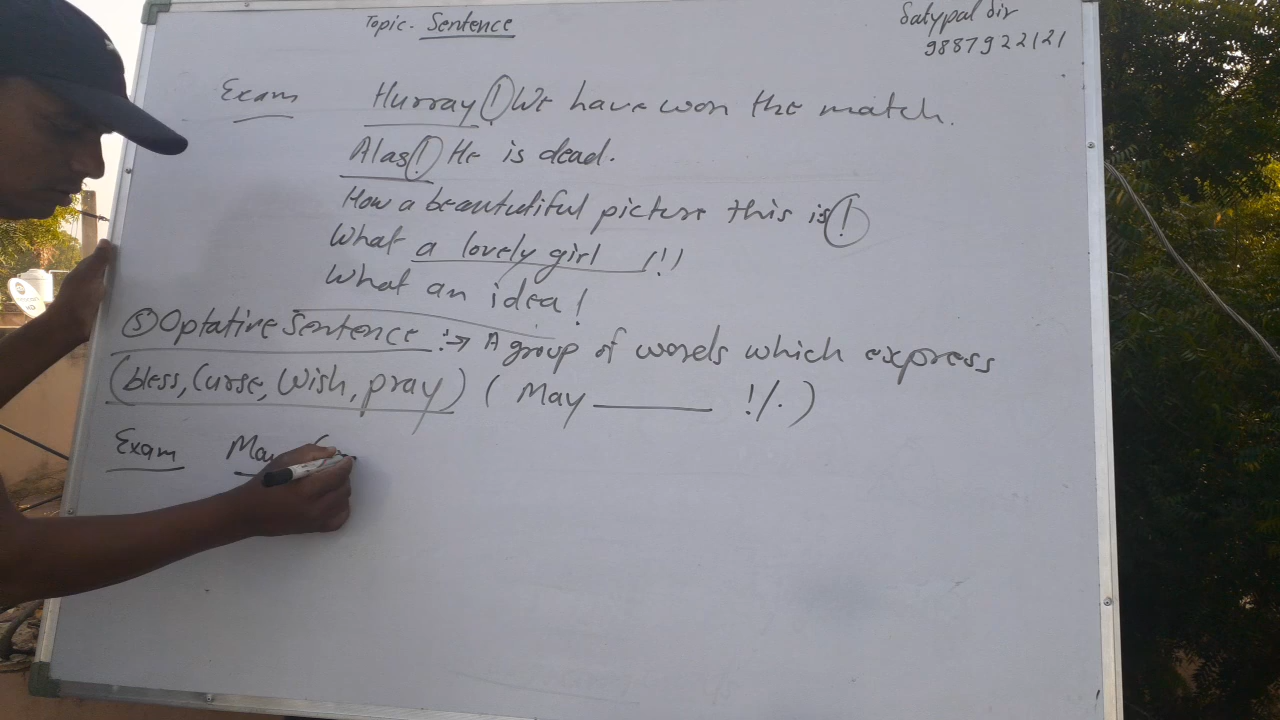 Topic- Sentence
Satypal Sir
9887922121
Exam Hurray! We have won the match.
Alas! He is dead.
How a beaututiful picture this is!
What a lovely girl !!)
What an idea!
(5) Optative Sentence :→ A group of words which express
(bless, Curse, Wish, pray) ( May ______ !/.)
Exam May